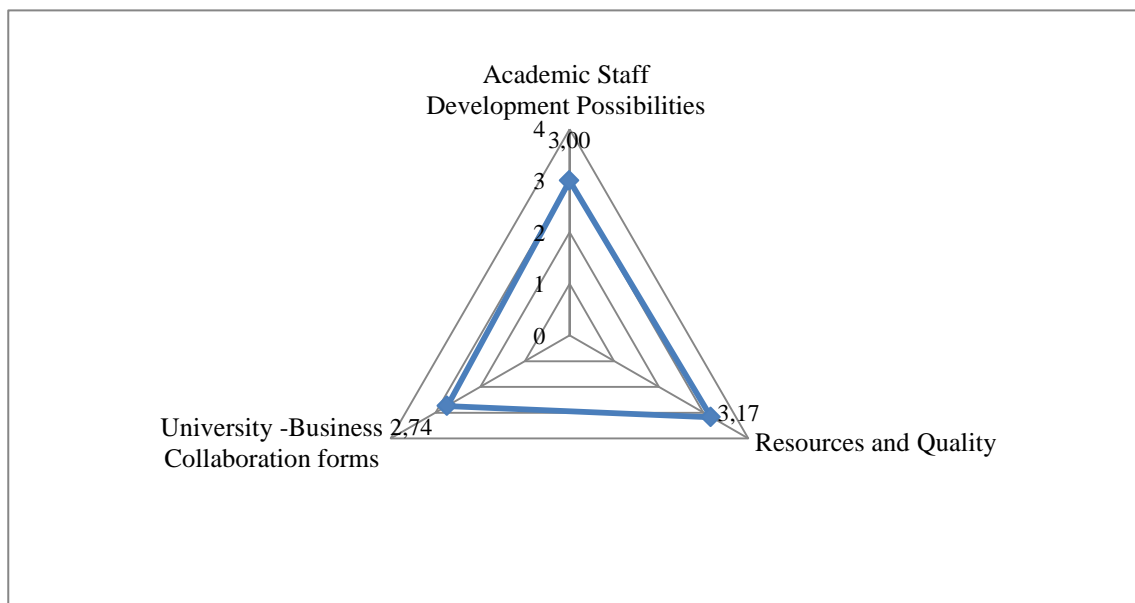 Academic Staff
Development Possibilities
4
3,00
3
2
1
0
3,17
Resources and Quality
University -Business 2,74
Collaboration forms